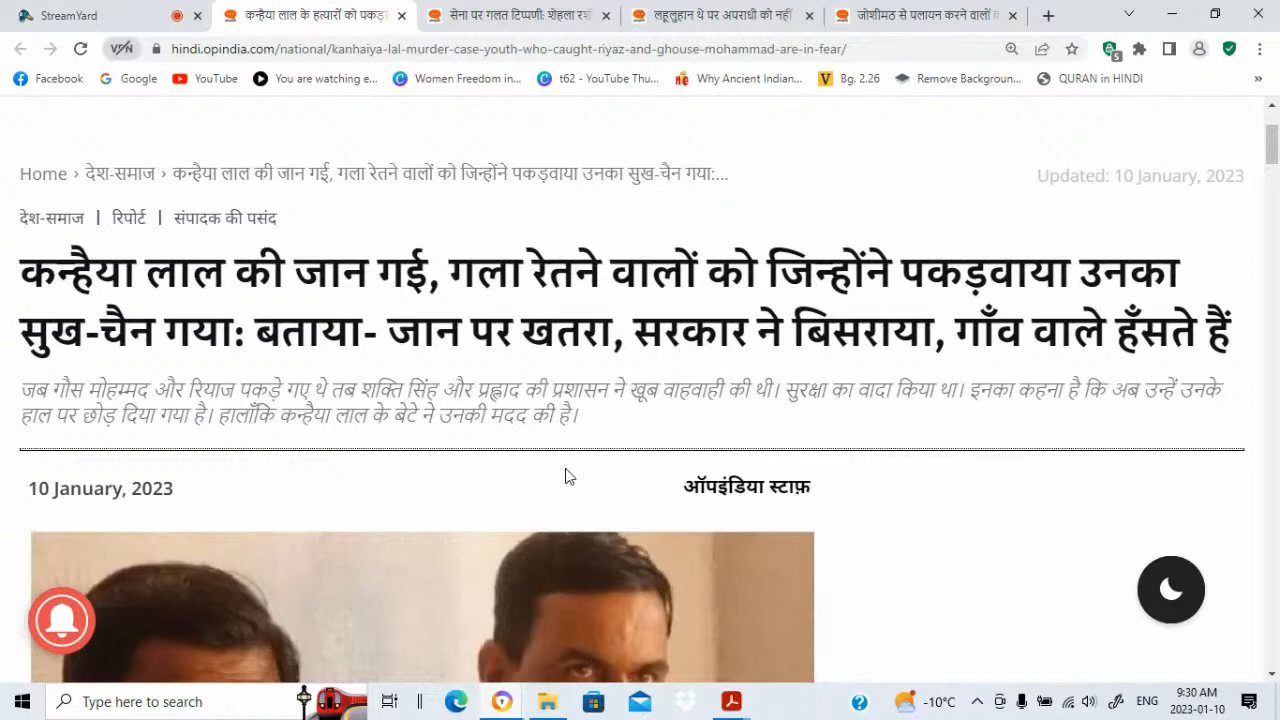 StreamYard
कन्हैया लाल के हत्यारों को पकड़
सेना पर गलत टिप्पणी: शेहला रशी
लहूलुहान थे पर अपराधी को नहीं
जोशीमठ से पलायन करने वालों क
VPN
hindi.opindia.com/national/kanhaiya-lal-murder-case-youth-who-caught-riyaz-and-ghouse-mohammad-are-in-fear/
5
Facebook
Google
YouTube
You are watching e...
Women Freedom in...
t62 - YouTube Thu...
Why Ancient Indian...
V Bg. 2.26
Remove Backgroun...
QURAN in HINDI
»
Home › देश-समाज › कन्हैया लाल की जान गई, गला रेतने वालों को जिन्होंने पकड़वाया उनका सुख-चैन गया:...
Updated: 10 January, 2023
देश-समाज | रिपोर्ट | संपादक की पसंद
कन्हैया लाल की जान गई, गला रेतने वालों को जिन्होंने पकड़वाया उनका
सुख-चैन गया: बताया- जान पर खतरा, सरकार ने बिसराया, गाँव वाले हँसते हैं
जब गौस मोहम्मद और रियाज पकड़े गए थे तब शक्ति सिंह और प्रह्लाद की प्रशासन ने खूब वाहवाही की थी। सुरक्षा का वादा किया था। इनका कहना है कि अब उन्हें उनके
हाल पर छोड़ दिया गया है। हालाँकि कन्हैया लाल के बेटे ने उनकी मदद की है।
10 January, 2023
ऑपइंडिया स्टाफ़
Type here to search
-10°C
ENG
9:30 AM
2023-01-10